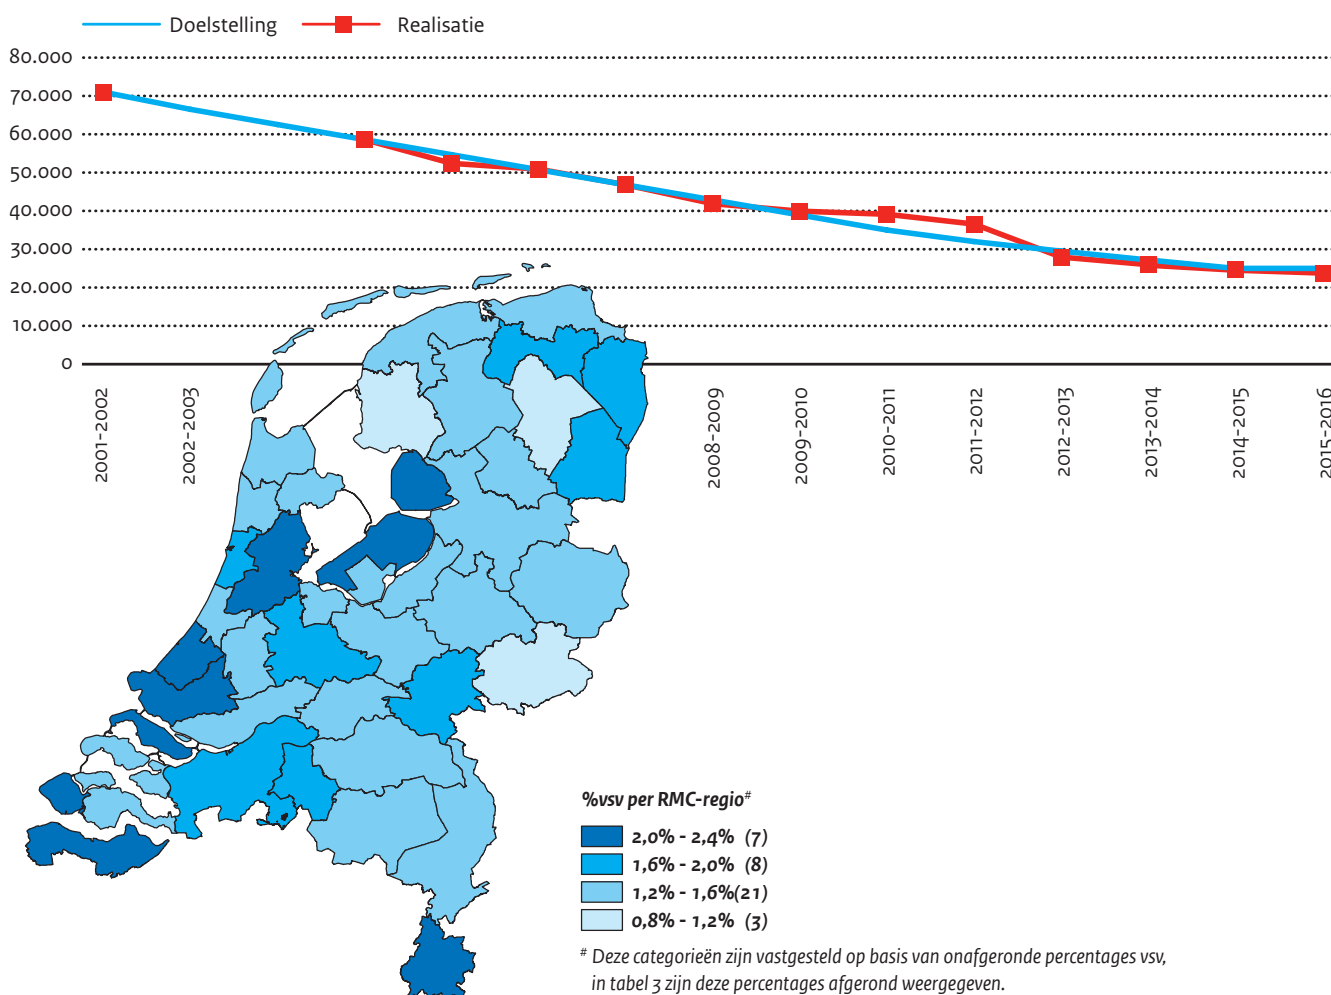 Doelstelling Realisatie
80.000
70.000
60.000
50.000
40.000
30.000
20.000
10.000
0
2001-2002
2002-2003
2008-2009
2009-2010
2010-2011
2011-2012
2012-2013
2013-2014
2014-2015
2015-2016
%vsv per RMC-regio#
2,0% - 2,4% (7)
1,6% - 2,0% (8)
1,2% - 1,6%(21)
0,8% - 1,2% (3)
# Deze categorieën zijn vastgesteld op basis van onafgeronde percentages vsv,
in tabel 3 zijn deze percentages afgerond weergegeven.